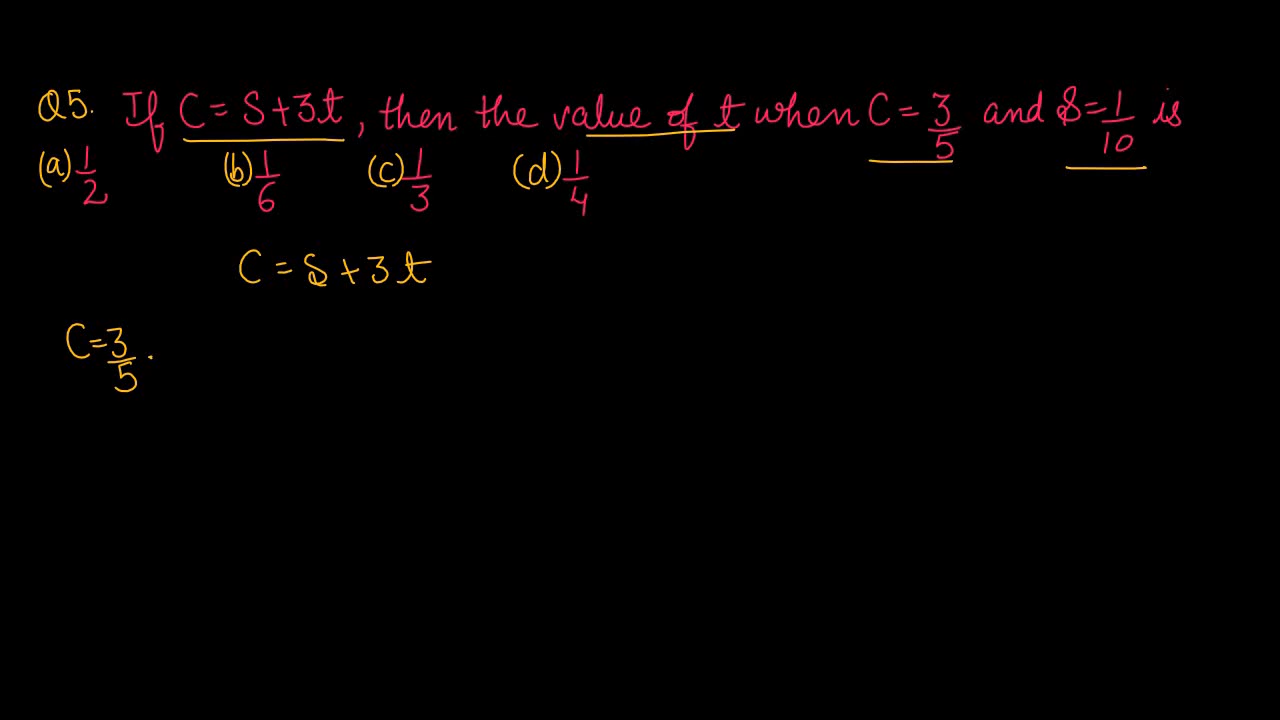 Q5. If C = S + 3t, then the value of t when C = 3/5 and S = 1/10 is
(a) 1/2 (b) 1/6 (c) 1/3 (d) 1/4
C = S + 3t
C = 3/5.